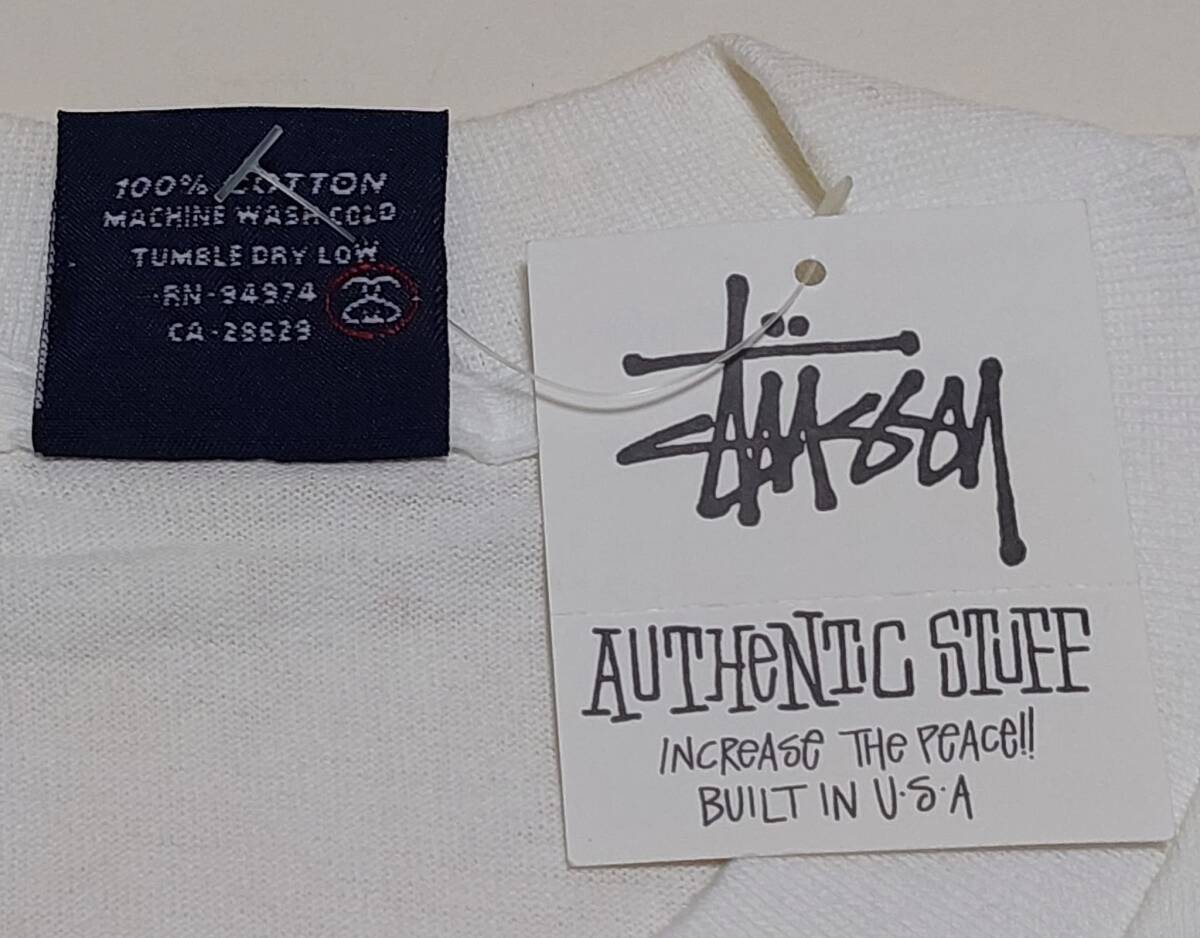 100% COTTON
MACHINE WASH COLD
TUMBLE DRY LOW
RN-94974
CA-28629
Stüssy
AUTHeNTiC STuFF
INCReASe THe PeACe!!
BUILT IN U·S·A